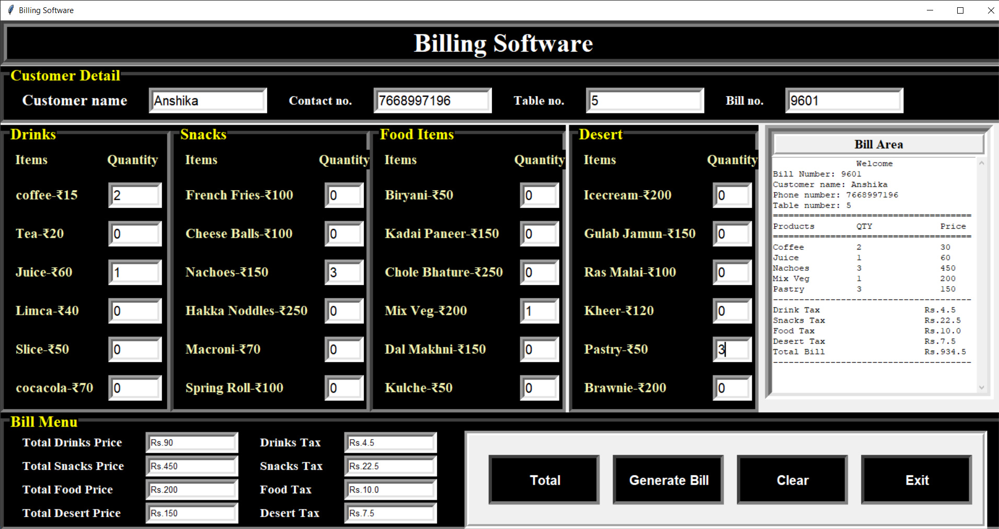 Billing Software
Billing Software
Customer Detail
Customer name Anshika Contact no. 7668997196 Table no. 5 Bill no. 9601
Drinks
Items Quantity
coffee-₹15 2
Tea-₹20 0
Juice-₹60 1
Limca-₹40 0
Slice-₹50 0
cocacola-₹70 0
Snacks
Items Quantity
French Fries-₹100 0
Cheese Balls-₹100 0
Nachoes-₹150 3
Hakka Noddles-₹250 0
Macroni-₹70 0
Spring Roll-₹100 0
Food Items
Items Quantity
Biryani-₹50 0
Kadai Paneer-₹150 0
Chole Bhature-₹250 0
Mix Veg-₹200 1
Dal Makhni-₹150 0
Kulche-₹50 0
Desert
Items Quantity
Icecream-₹200 0
Gulab Jamun-₹150 0
Ras Malai-₹100 0
Kheer-₹120 0
Pastry-₹50 3
Brawnie-₹200 0
Bill Area
Welcome
Bill Number: 9601
Customer name: Anshika
Phone number: 7668997196
Table number: 5
======================================
Products QTY Price
======================================
Coffee 2 30
Juice 1 60
Nachoes 3 450
Mix Veg 1 200
Pastry 3 150
--------------------------------------
Drink Tax Rs.4.5
Snacks Tax Rs.22.5
Food Tax Rs.10.0
Desert Tax Rs.7.5
Total Bill Rs.934.5
--------------------------------------
Bill Menu
Total Drinks Price Rs.90 Drinks Tax Rs.4.5
Total Snacks Price Rs.450 Snacks Tax Rs.22.5
Total Food Price Rs.200 Food Tax Rs.10.0
Total Desert Price Rs.150 Desert Tax Rs.7.5
Total Generate Bill Clear Exit